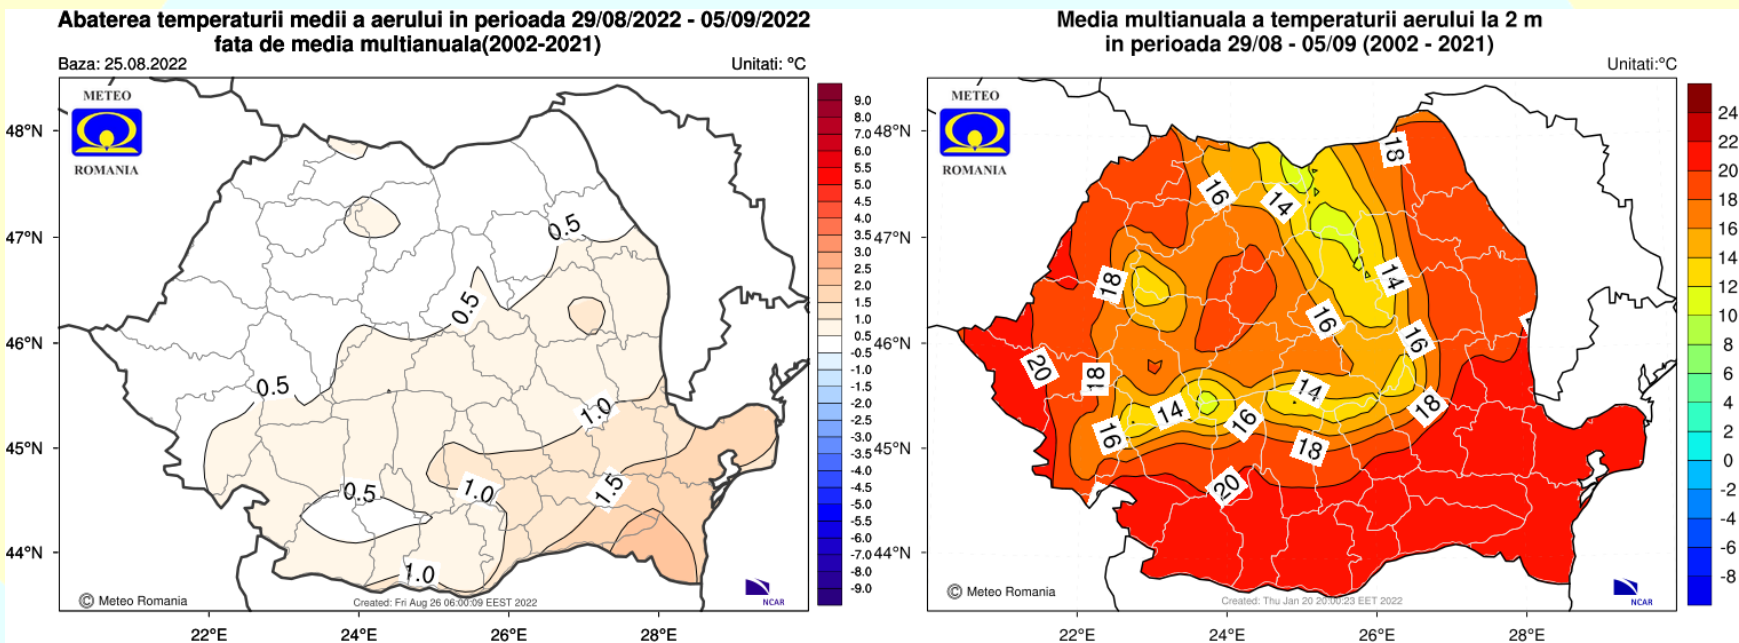 Abaterea temperaturii medii a aerului in perioada 29/08/2022 - 05/09/2022
fata de media multianuala(2002-2021)
Baza: 25.08.2022
Unitati: °C
METEO
ROMANIA
48°N
47°N
46°N
45°N
44°N
0.5
0.5
0.5
1.0
1.0
0.5
1.5
1.0
9.0
8.0
7.0
6.0
5.5
5.0
4.5
4.0
3.5
3.0
2.5
2.0
1.5
1.0
0.5
-0.5
-1.0
-1.5
-2.0
-2.5
-3.0
-3.5
-4.0
-4.5
-5.0
-5.5
-6.0
-7.0
-8.0
-9.0
© Meteo Romania
Created: Fri Aug 26 06:00:09 EEST 2022
NCAR
22°E
24°E
26°E
28°E
Media multianuala a temperaturii aerului la 2 m
in perioada 29/08 - 05/09 (2002 - 2021)
Unitati:°C
METEO
ROMANIA
48°N
47°N
46°N
45°N
44°N
18
16
14
14
18
16
16
20
18
14
14
18
16
16
18
20
24
22
20
18
16
14
12
10
8
6
4
2
0
-2
-4
-6
-8
© Meteo Romania
Created: Thu Jan 20 20:00:23 EET 2022
NCAR
22°E
24°E
26°E
28°E